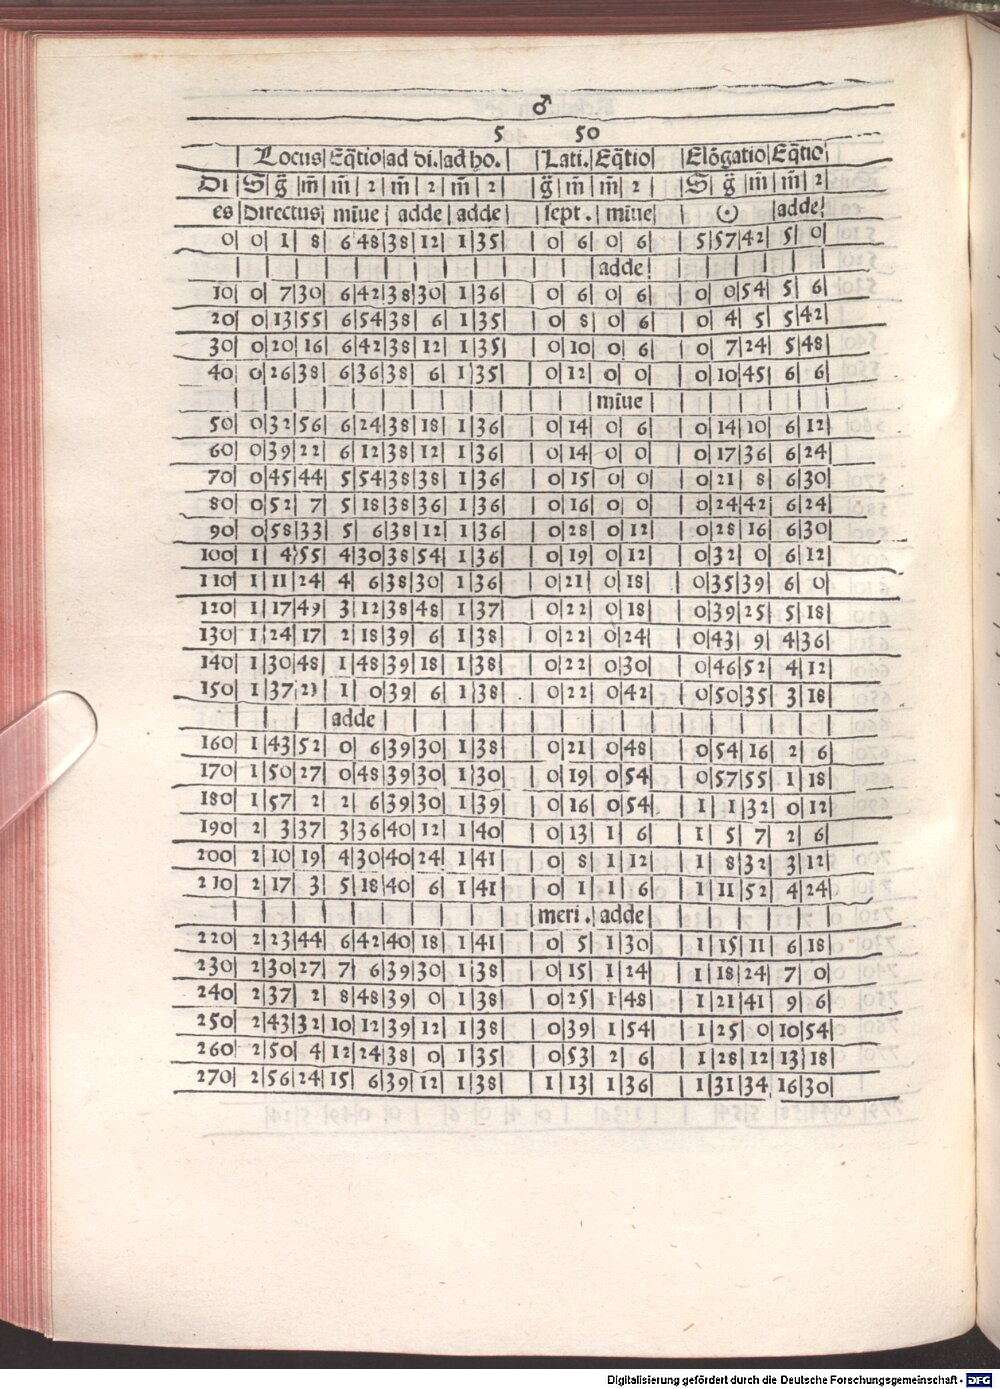 ♂
5 50
Locus| Eq̄tio|ad di.|ad ho.| |Lati.|Eq̄tio| |Elōgatio|Eq̄tio|
Di |S| g̃ |m̄| m̄ | 2 | m̄ | 2 | m̄ | 2| | g̃| m̄| m̄ | 2 | |S| g̃ |m̄| m̄| 2|
es |Directus| miūe | adde | adde | |sept. | miūe| | ☉ |adde|
0| 0| 1| 8| 6 48|38| 12| 1|35| | 0| 6| 0| 6| | 5|57|42| 5| 0|
adde|
10| 0| 7|30| 6|42|38|30| 1|36| | 0| 6| 0| 6| | 0| 0|54| 5| 6|
20| 0|13|55| 6|54|38| 6| 1|35| | 0| 8| 0| 6| | 0| 4| 5| 5|42|
30| 0|20|16| 6|42|38|12| 1|35| | 0|10| 0| 6| | 0| 7|24| 5|48|
40| 0|26|38| 6|36|38| 6| 1|35| | 0|12| 0| 0| | 0|10|45| 6| 6|
miūe
50| 0|32|56| 6|24|38|18| 1|36| | 0|14| 0| 6| | 0|14|10| 6|12|
60| 0|39|22| 6|12|38|12| 1|36| | 0|14| 0| 0| | 0|17|36| 6|24|
70| 0|45|44| 5|54|38|38| 1|36| | 0|15| 0| 0| | 0|21| 8| 6|30|
80| 0|52| 7| 5|18|38|36| 1|36| | 0|16| 0| 0| | 0|24|42| 6|24|
90| 0|58|33| 5| 6|38|12| 1|36| | 0|28| 0|12| | 0|28|16| 6|30|
100| 1| 4|55| 4|30|38|54| 1|36| | 0|19| 0|12| | 0|32| 0| 6|12|
110| 1|11|24| 4| 6|38|30| 1|36| | 0|21| 0|18| | 0|35|39| 6| 0|
120| 1|17|49| 3|12|38|48| 1|37| | 0|22| 0|18| | 0|39|25| 5|18|
130| 1|24|17| 2|18|39| 6| 1|38| | 0|22| 0|24| | 0|43| 9| 4|36|
140| 1|30|48| 1|48|39|18| 1|38| | 0|22| 0|30| | 0|46|52| 4|12|
150| 1|37|23| 1| 0|39| 6| 1|38| | 0|22| 0|42| | 0|50|35| 3|18|
adde
160| 1|43|52| 0| 6|39|30| 1|38| | 0|21| 0|48| | 0|54|16| 2| 6|
170| 1|50|27| 0|48|39|30| 1|30| | 0|19| 0|54| | 0|57|55| 1|18|
180| 1|57| 2| 2| 6|39|30| 1|39| | 0|16| 0|54| | 1| 1|32| 0|12|
190| 2| 3|37| 3|36|40|12| 1|40| | 0|13| 1| 6| | 1| 5| 7| 2| 6|
200| 2|10|19| 4|30|40|24| 1|41| | 0| 8| 1|12| | 1| 8|32| 3|12|
210| 2|17| 3| 5|18|40| 6| 1|41| | 0| 1| 1| 6| | 1|11|52| 4|24|
meri.| adde
220| 2|23|44| 6|42|40|18| 1|41| | 0| 5| 1|30| | 1|15|11| 6|18|
230| 2|30|27| 7| 6|39|30| 1|38| | 0|15| 1|24| | 1|18|24| 7| 0|
240| 2|37| 2| 8|48|39| 0| 1|38| | 0|25| 1|48| | 1|21|41| 9| 6|
250| 2|43|32|10|12|39|12| 1|38| | 0|39| 1|54| | 1|25| 0|10|54|
260| 2|50| 4|12|24|38| 0| 1|35| | 0|53| 2| 6| | 1|28|12|13|18|
270| 2|56|24|15| 6|39|12| 1|38| | 1|13| 1|36| | 1|31|34|16|30|
Digitalisierung gefördert durch die Deutsche Forschungsgemeinschaft - DFG